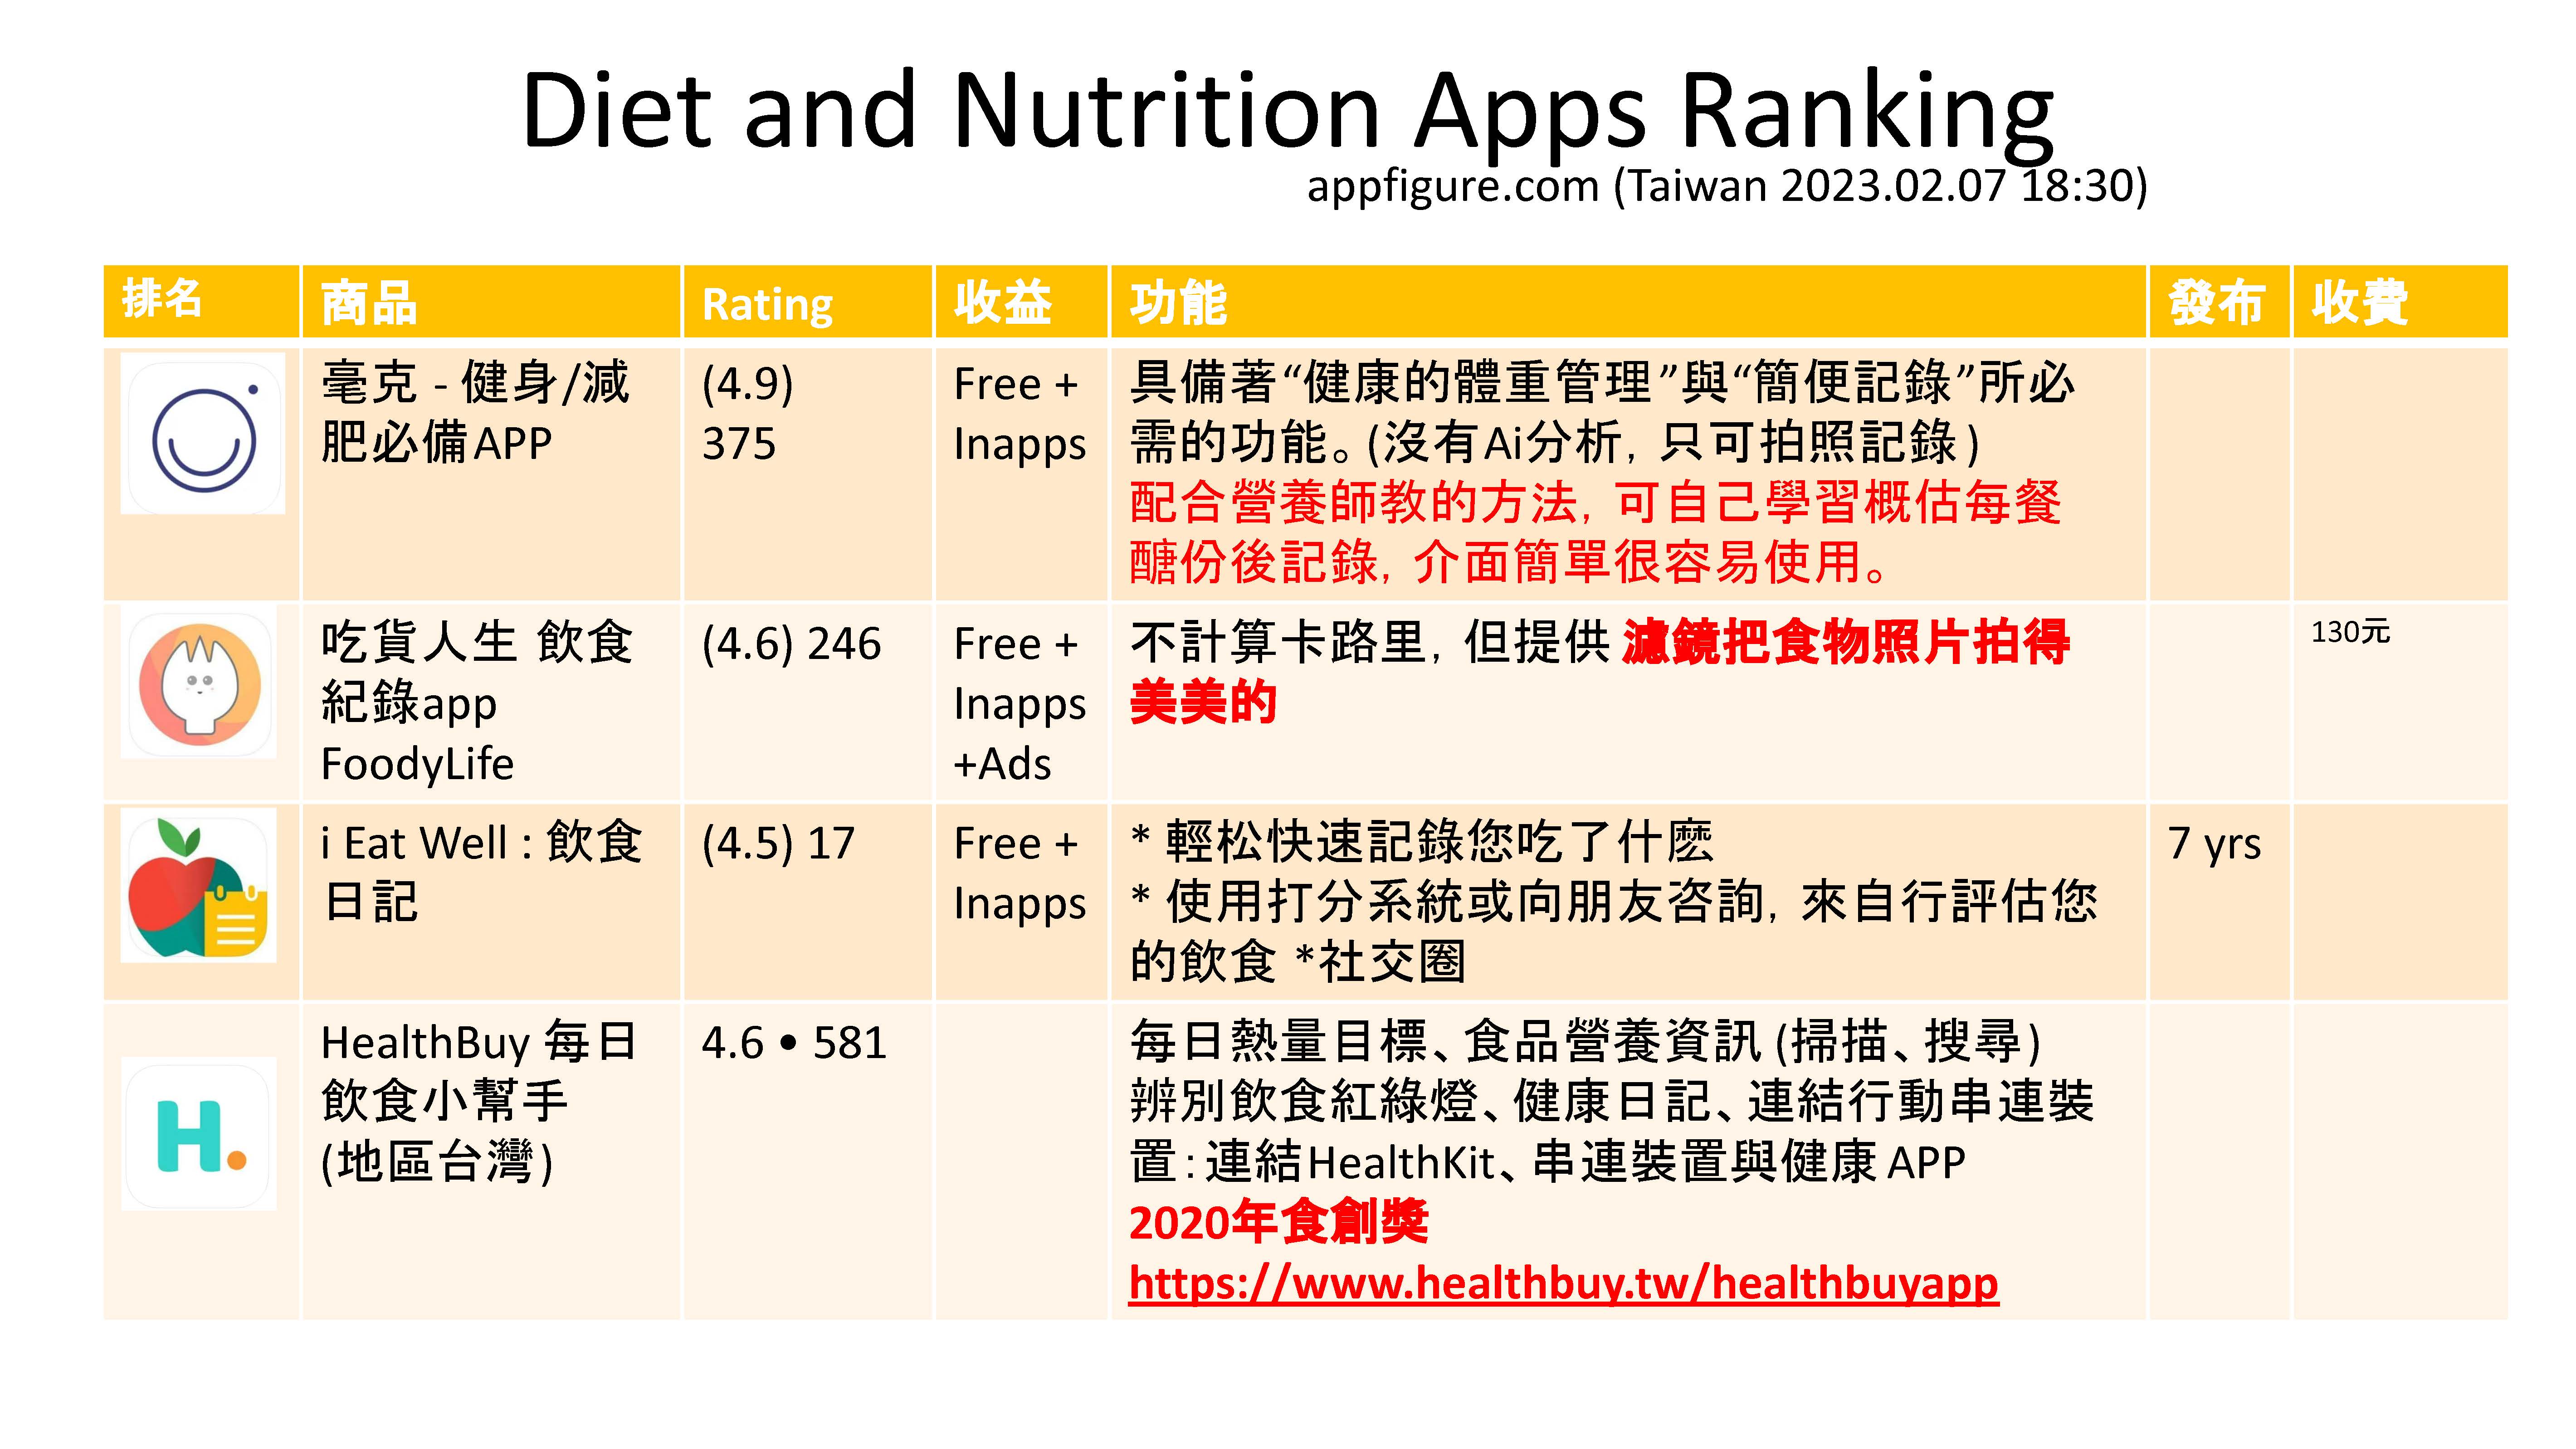 Diet and Nutrition Apps Ranking
appfigure.com (Taiwan 2023.02.07 18:30)
排名 商品 Rating 收益 功能 發布 收費
毫克 - 健身/減
肥必備APP
(4.9)
375
Free +
Inapps
具備著“健康的體重管理”與“簡便記錄”所必
需的功能。(沒有Ai分析，只可拍照記錄)
配合營養師教的方法，可自己學習概估每餐
醣份後記錄，介面簡單很容易使用。
吃貨人生 飲食
紀錄app
FoodyLife
(4.6) 246
Free +
Inapps
+Ads
不計算卡路里，但提供 濾鏡把食物照片拍得
美美的
130元
i Eat Well : 飲食
日記
(4.5) 17
Free +
Inapps
* 輕松快速記錄您吃了什麽
* 使用打分系統或向朋友咨詢，來自行評估您
的飲食 *社交圈
7 yrs
H.
HealthBuy 每日
飲食小幫手
(地區台灣)
4.6 • 581
每日熱量目標、食品營養資訊 (掃描、搜尋)
辨別飲食紅綠燈、健康日記、連結行動串連裝
置：連結HealthKit、串連裝置與健康 APP
2020年食創獎
https://www.healthbuy.tw/healthbuyapp